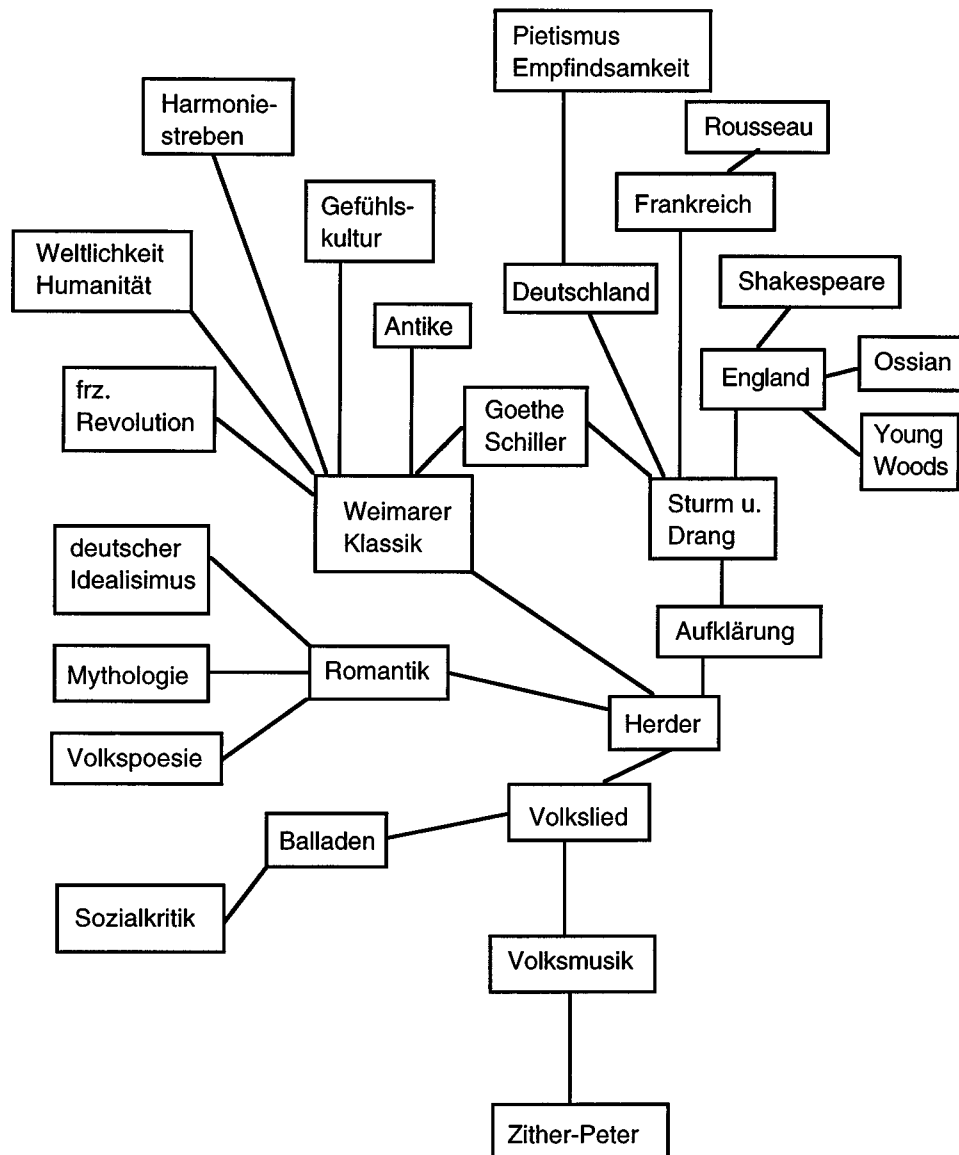 Pietismus
Empfindsamkeit
Harmonie-
streben
Rousseau
Frankreich
Gefühls-
kultur
Weltlichkeit
Humanität
Deutschland
Shakespeare
Antike
England
Ossian
frz.
Revolution
Goethe
Schiller
Young
Woods
Weimarer
Klassik
Sturm u.
Drang
deutscher
Idealisimus
Aufklärung
Mythologie
Romantik
Herder
Volkspoesie
Volkslied
Balladen
Sozialkritik
Volksmusik
Zither-Peter